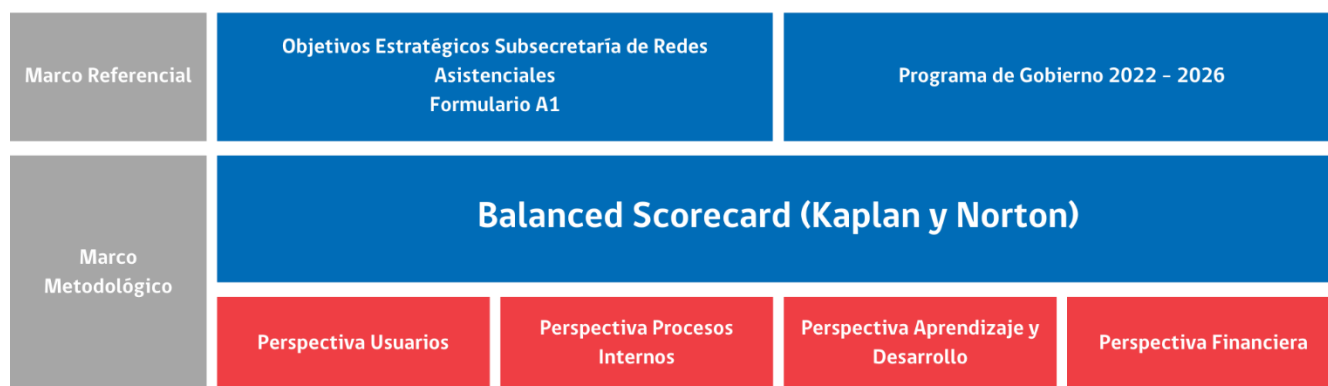 Marco Referencial
Objetivos Estratégicos Subsecretaría de Redes
Asistenciales
Formulario A1
Programa de Gobierno 2022 – 2026
Marco
Metodológico
Balanced Scorecard (Kaplan y Norton)
Perspectiva Usuarios
Perspectiva Procesos
Internos
Perspectiva Aprendizaje y
Desarrollo
Perspectiva Financiera